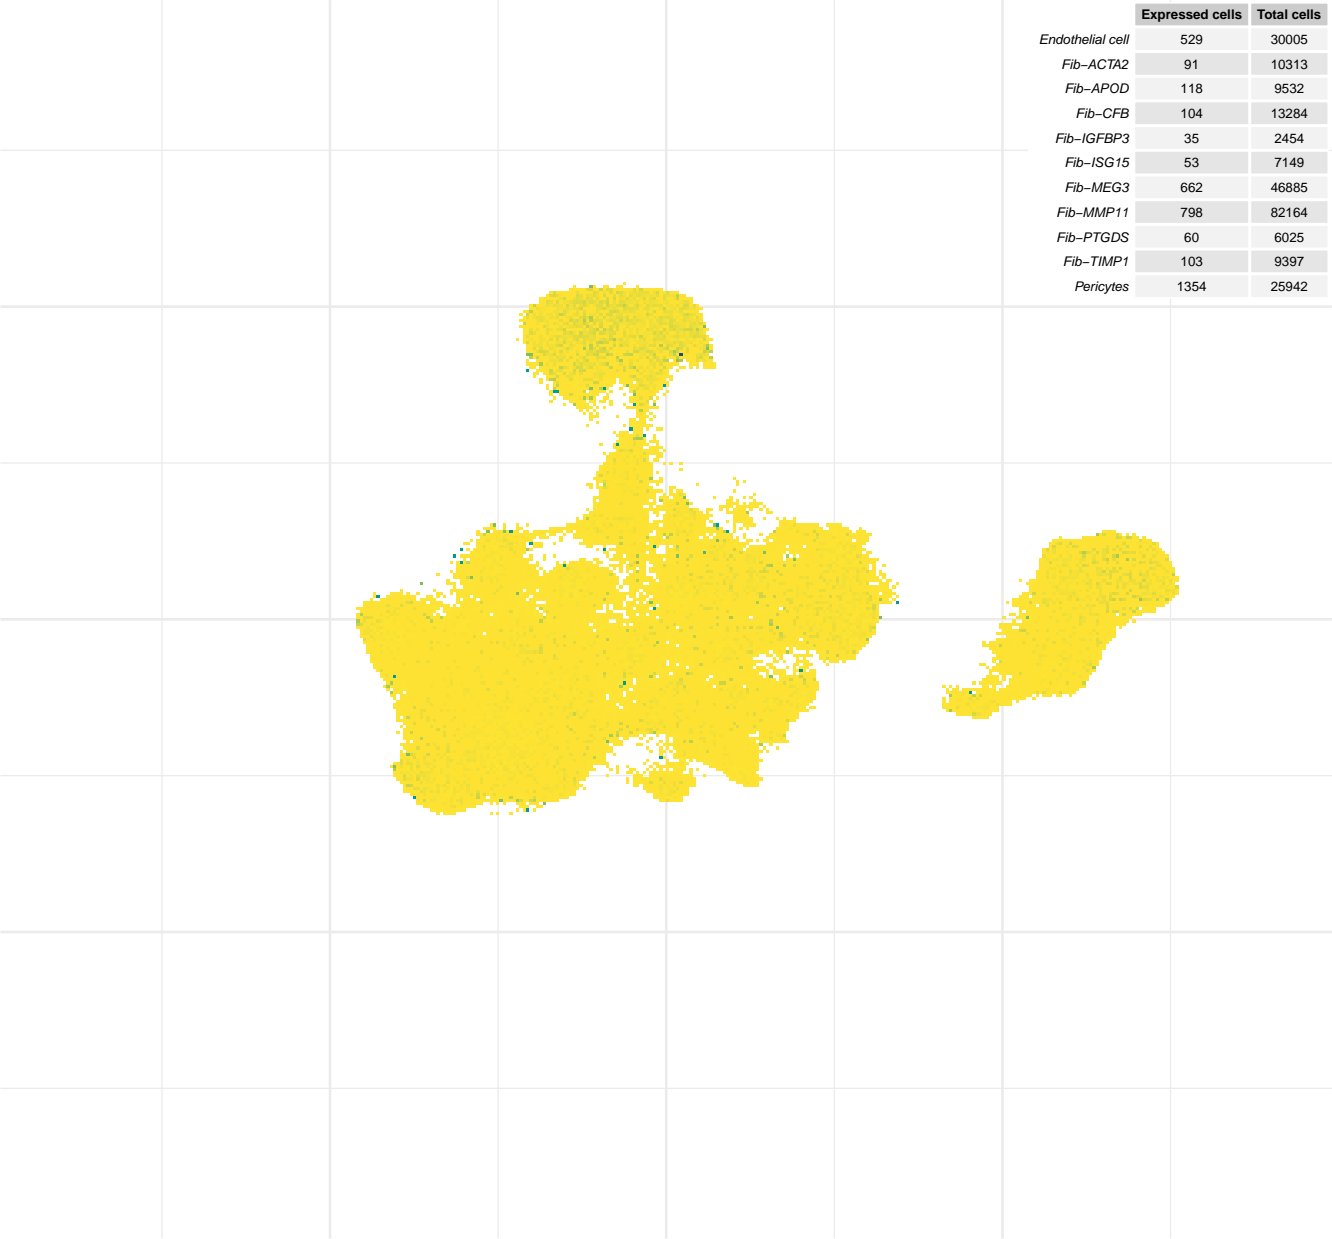 Expressed cells Total cells
Endothelial cell 529 30005
Fib−ACTA2 91 10313
Fib−APOD 118 9532
Fib−CFB 104 13284
Fib−IGFBP3 35 2454
Fib−ISG15 53 7149
Fib−MEG3 662 46885
Fib−MMP11 798 82164
Fib−PTGDS 60 6025
Fib−TIMP1 103 9397
Pericytes 1354 25942